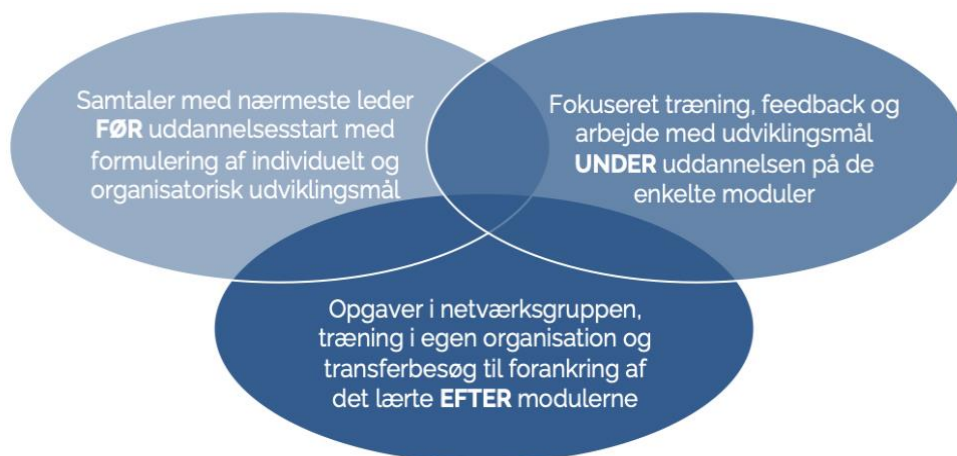 Samtaler med nærmeste leder
FØR uddannelsesstart med
formulering af individuelt og
organisatorisk udviklingsmål
Fokuseret træning, feedback og
arbejde med udviklingsmål
UNDER uddannelsen på de
enkelte moduler
Opgaver i netværksgruppen,
træning i egen organisation og
transferbesøg til forankring af
det lærte EFTER modulerne